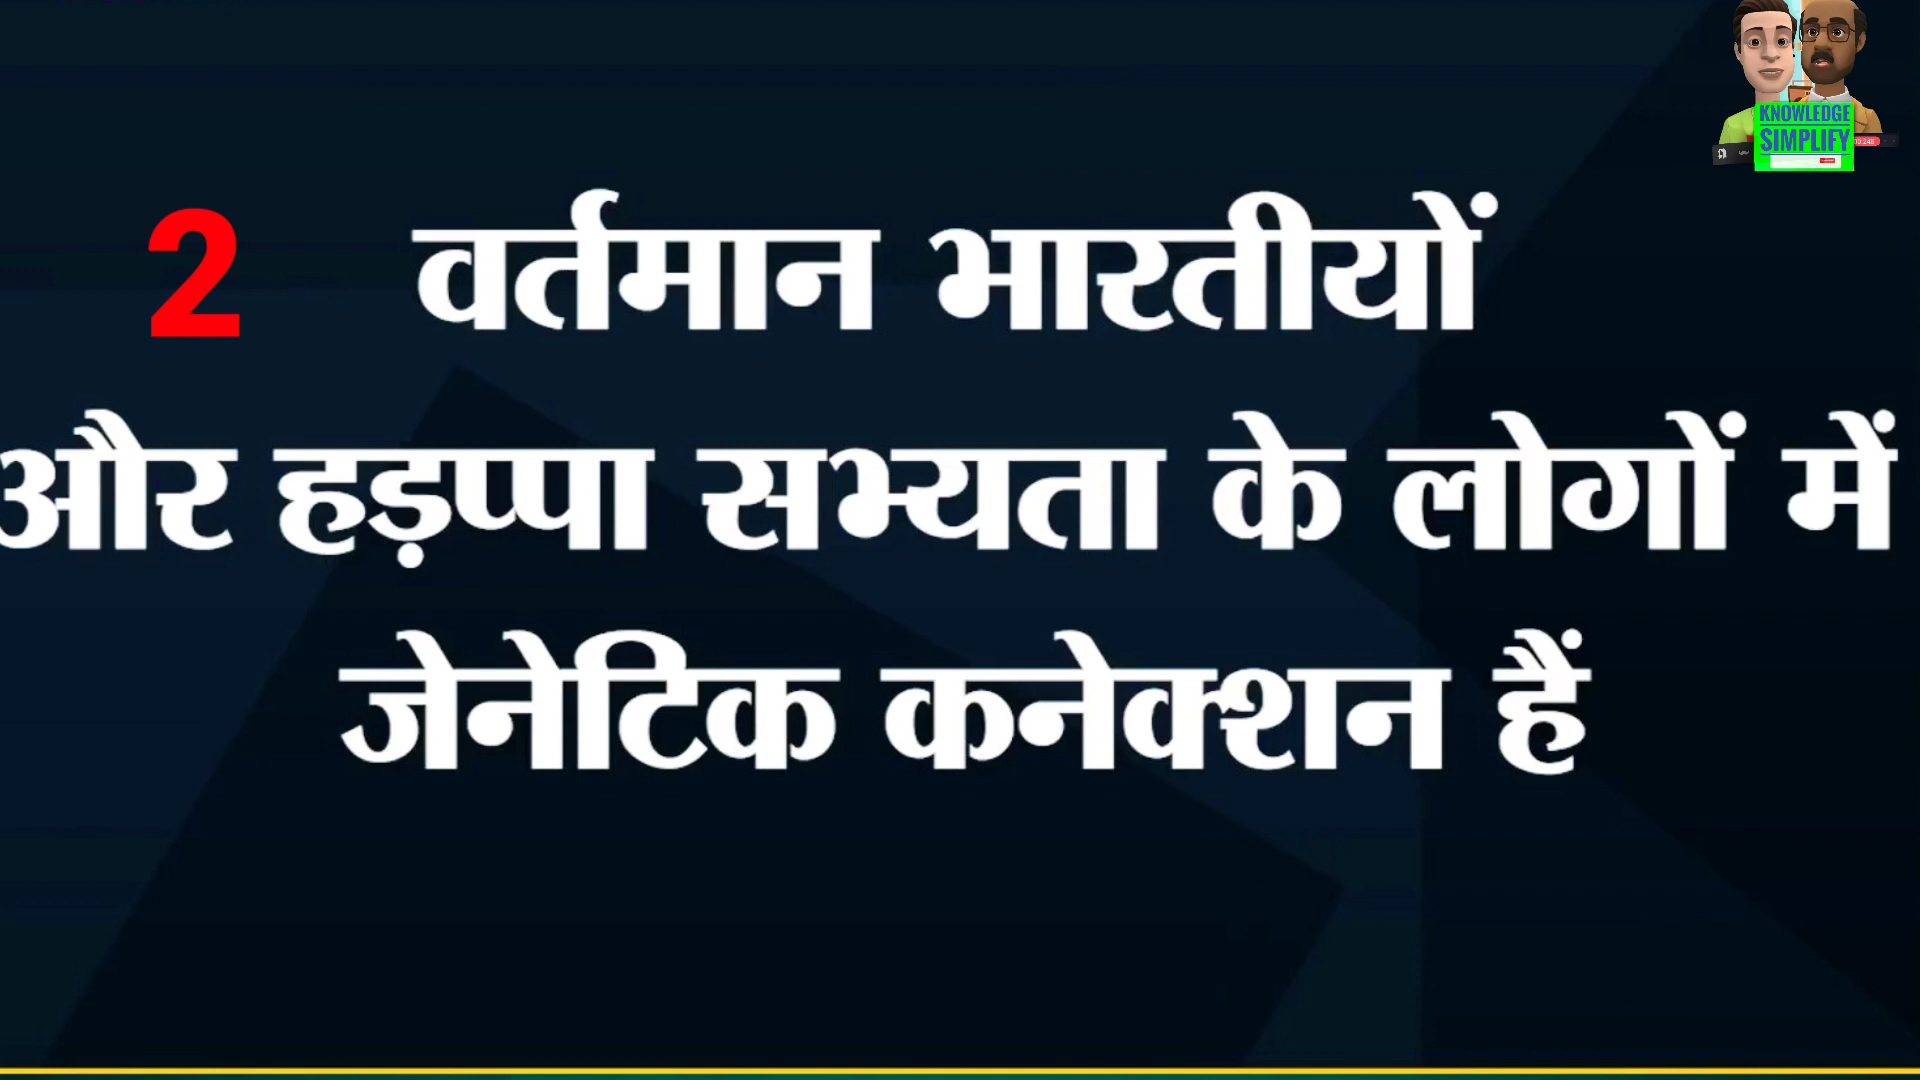 KNOWLEDGE
SIMPLIFY
2 वर्तमान भारतीयों
और हड़प्पा सभ्यता के लोगों में
जेनेटिक कनेक्शन हैं